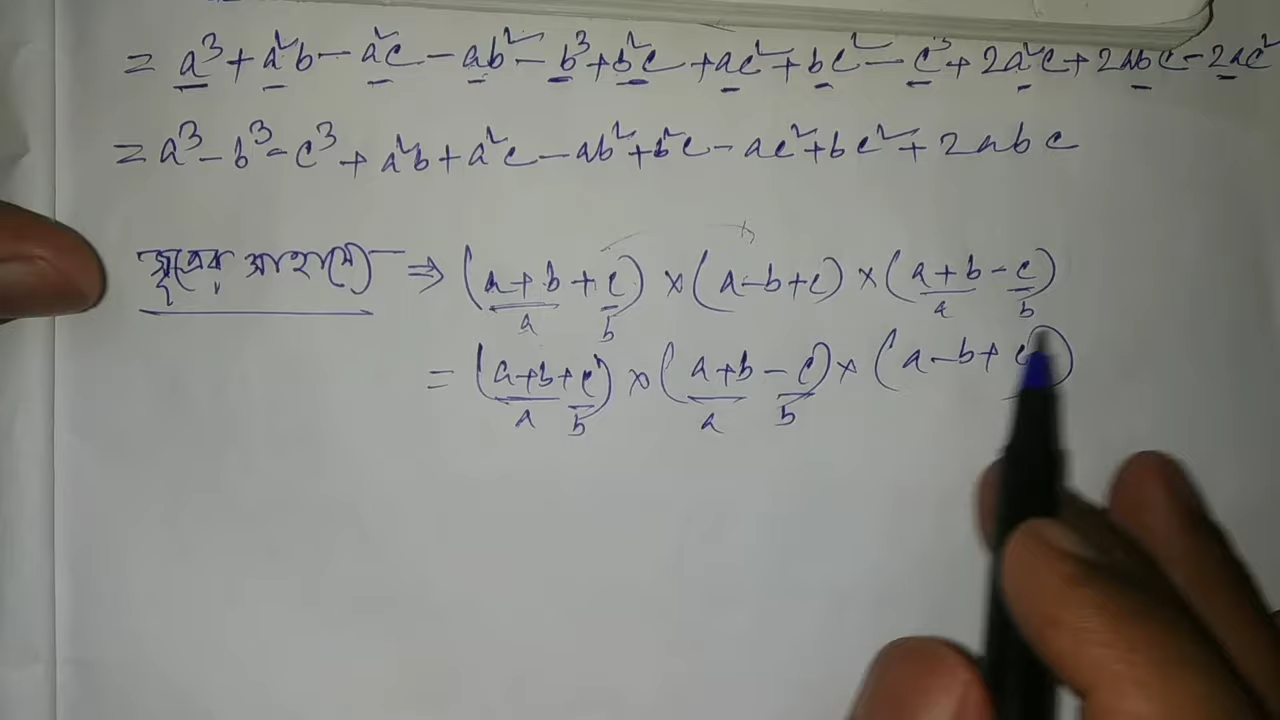 = a³ + a²b - a²c - ab² - b³ + b²c + ac² + bc² - c³ + 2a²c + 2abc - 2ac²
= a³ - b³ - c³ + a²b + a²c - ab² + b²c - ac² + bc² + 2abc
সূত্রের সাহায্যে ⇒ (a+b+c) × (a-b+c) × (a+b-c)
a b a b
= (a+b+c) × (a+b-c) × (a-b+c)
a b a b